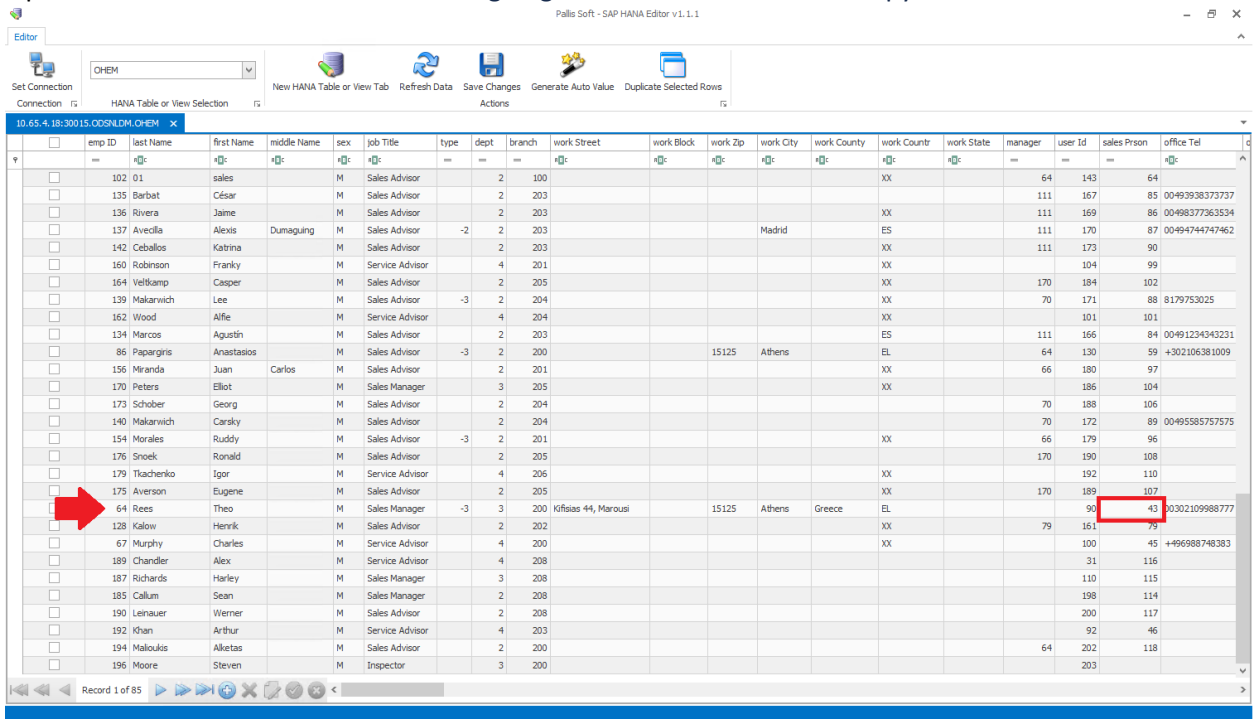 Pallis Soft - SAP HANA Editor v1.1.1
Editor
OHEM
Set Connection New HANA Table or View Tab Refresh Data Save Changes Generate Auto Value Duplicate Selected Rows
Connection HANA Table or View Selection Actions
10.65.4.18:30015.ODSNLDM.OHEM
emp ID last Name first Name middle Name sex job Title type dept branch work Street work Block work Zip work City work County work Countr work State manager user Id sales Prson office Tel
102 01 sales M Sales Advisor 2 100 XX 64 143 64
135 Barbat César M Sales Advisor 2 203 111 167 85 00493938373737
136 Rivera Jaime M Sales Advisor 2 203 XX 111 169 86 00498377363534
137 Avecilla Alexis Dumaguing M Sales Advisor -2 2 203 Madrid ES 111 170 87 00494744747462
142 Ceballos Katrina M Sales Advisor 2 203 XX 111 173 90
160 Robinson Franky M Service Advisor 4 201 XX 104 99
164 Veltkamp Casper M Sales Advisor 2 205 XX 170 184 102
139 Makarwich Lee M Sales Advisor -3 2 204 XX 70 171 88 8179753025
162 Wood Alfie M Service Advisor 4 204 XX 101 101
134 Marcos Agustín M Sales Advisor 2 203 ES 111 166 84 00491234343231
86 Papargiris Anastasios M Sales Advisor -3 2 200 15125 Athens EL 64 130 59 +302106381009
156 Miranda Juan Carlos M Sales Advisor 2 201 XX 66 180 97
170 Peters Elliot M Sales Manager 3 205 XX 186 104
173 Schober Georg M Sales Advisor 2 204 70 188 106
140 Makarwich Carsky M Sales Advisor 2 204 70 172 89 00495585757575
154 Morales Ruddy M Sales Advisor -3 2 201 XX 66 179 96
176 Snoek Ronald M Sales Advisor 2 205 170 190 108
179 Tkachenko Igor M Service Advisor 4 206 XX 192 110
175 Averson Eugene M Sales Advisor 2 205 XX 170 189 107
64 Rees Theo M Sales Manager -3 3 200 Kifisias 44, Marousi 15125 Athens Greece EL 90 43 00302109988777
128 Kalow Henrik M Sales Advisor 2 202 XX 79 161 79
67 Murphy Charles M Service Advisor 4 200 XX 100 45 +496988748383
189 Chandler Alex M Service Advisor 4 208 31 116
187 Richards Harley M Sales Manager 3 208 110 115
185 Callum Sean M Sales Manager 2 208 198 114
190 Leinauer Werner M Sales Advisor 2 208 200 117
192 Khan Arthur M Service Advisor 4 203 92 46
194 Malioukis Alketas M Sales Advisor 2 200 64 202 118
196 Moore Steven M Inspector 3 200 203
Record 1 of 85